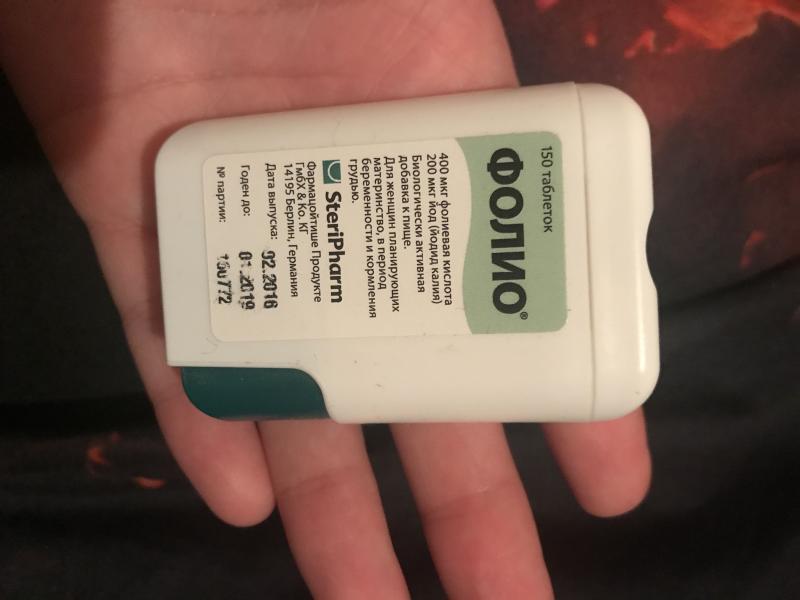 150 таблеток
ФОЛИО®
400 мкг фолиевая кислота
200 мкг йод (йодид калия)
Биологически активная
добавка к пище.
Для женщин планирующих
материнство, в период
беременности и кормления
грудью.
SteriPharm
Фармацойтише Продукте
ГмбХ & Ко. КГ
14195 Берлин, Германия
Дата выпуска: 02.2016
Годен до: 01.2019
№ партии: